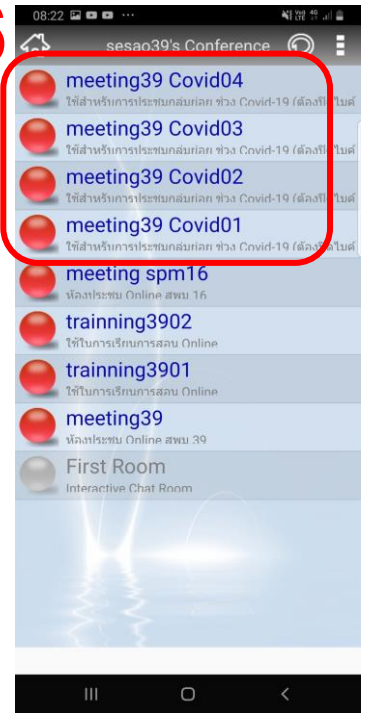 08:22
sesao39's Conference
meeting39 Covid04
ใช้สำหรับการประชุมกลุ่มย่อย ช่วง Covid-19 (ต้องปิดไมค์
meeting39 Covid03
ใช้สำหรับการประชุมกลุ่มย่อย ช่วง Covid-19 (ต้องปิดไมค์
meeting39 Covid02
ใช้สำหรับการประชุมกลุ่มย่อย ช่วง Covid-19 (ต้องปิดไมค์
meeting39 Covid01
ใช้สำหรับการประชุมกลุ่มย่อย ช่วง Covid-19 (ต้องปิดไมค์
meeting spm16
ห้องประชุม Online สพม.16
trainning3902
ใช้ในการเรียนการสอน Online
trainning3901
ใช้ในการเรียนการสอน Online
meeting39
ห้องประชุม Online สพม.39
First Room
Interactive Chat Room